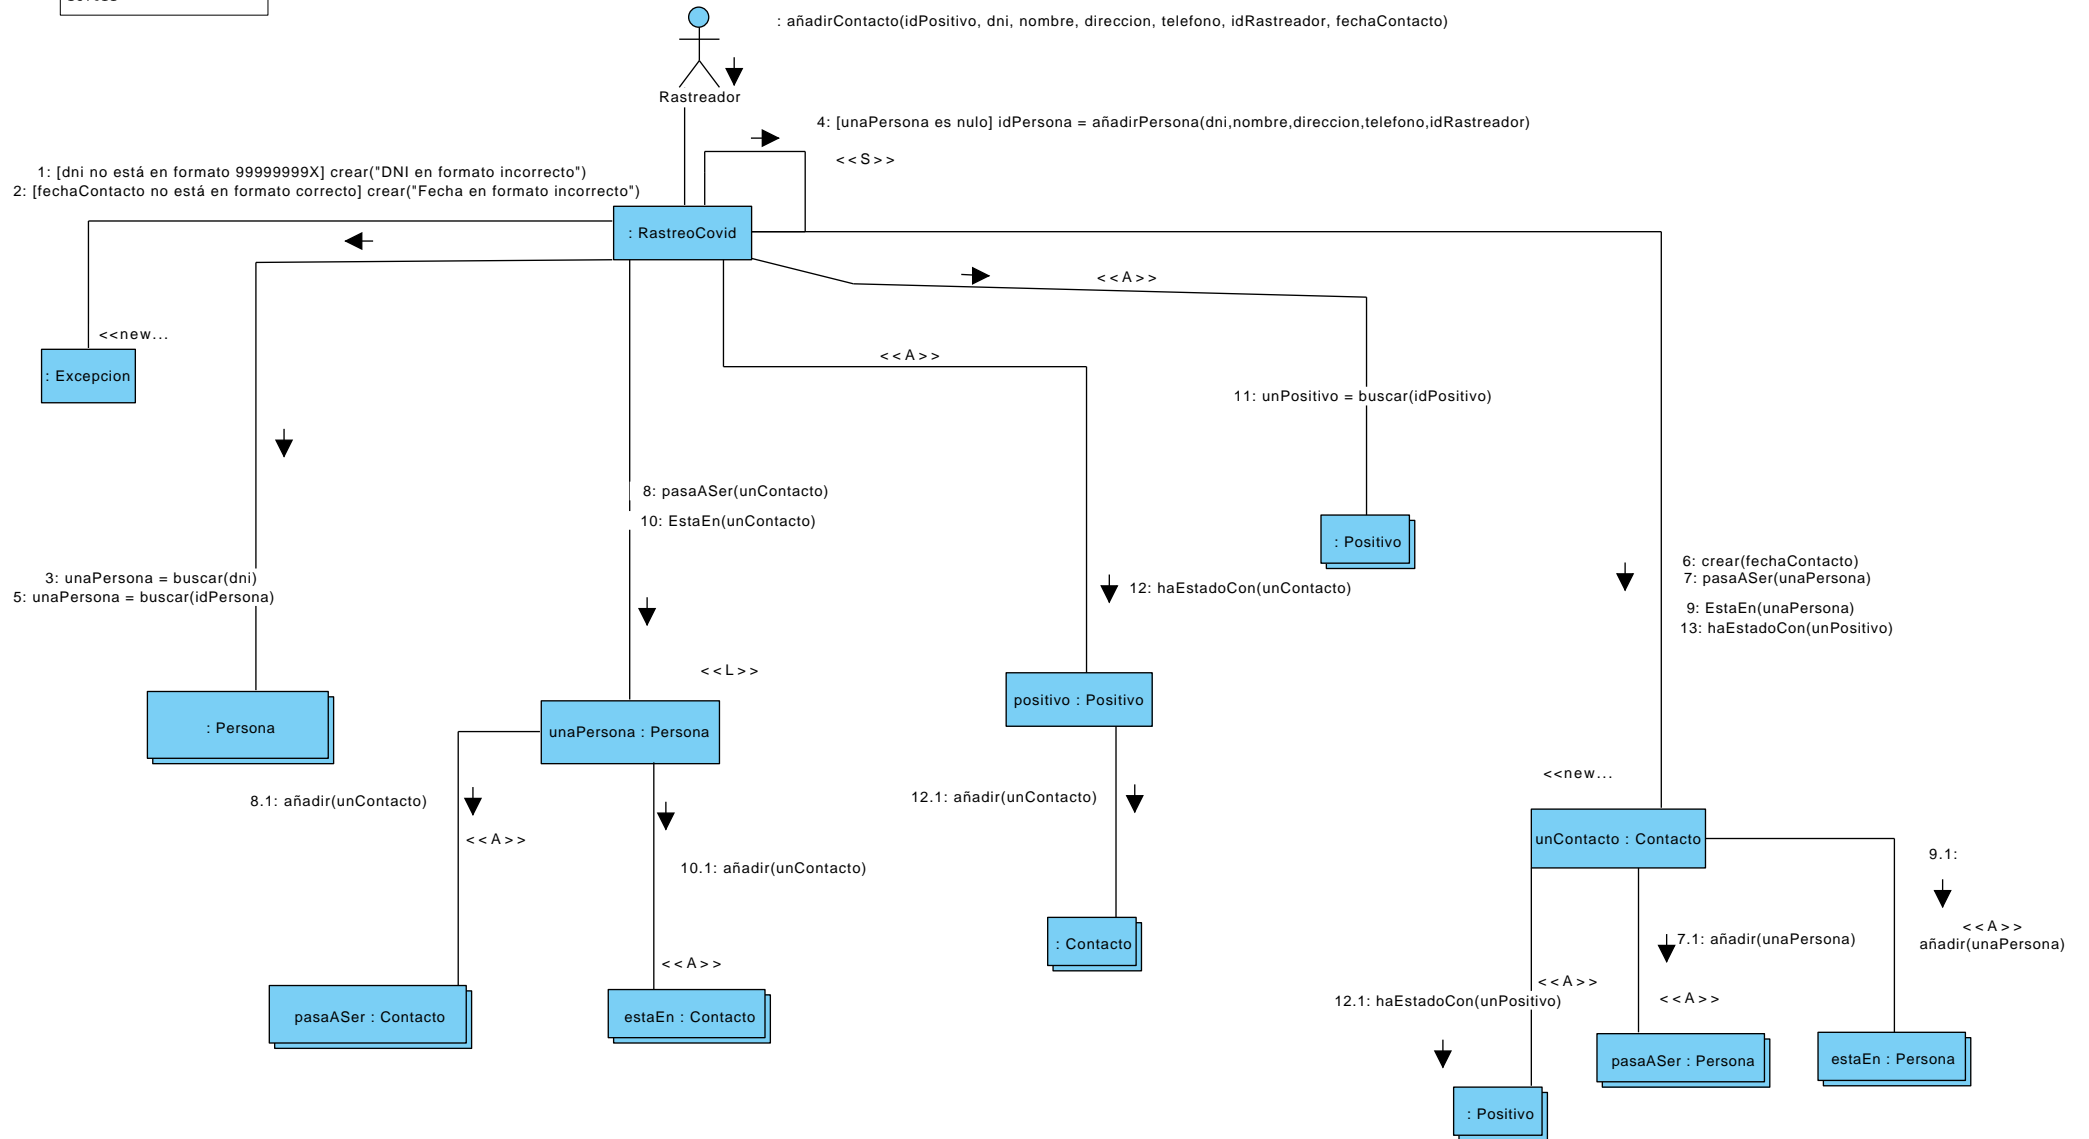 : añadirContacto(idPositivo, dni, nombre, direccion, telefono, idRastreador, fechaContacto)
Rastreador
4: [unaPersona es nulo] idPersona = añadirPersona(dni,nombre,direccion,telefono,idRastreador)
<<S>>
1: [dni no está en formato 99999999X] crear("DNI en formato incorrecto")
2: [fechaContacto no está en formato correcto] crear("Fecha en formato incorrecto")
: RastreoCovid
<<A>>
<<new...
<<A>>
: Excepcion
11: unPositivo = buscar(idPositivo)
8: pasaASer(unContacto)
10: EstaEn(unContacto)
: Positivo
3: unaPersona = buscar(dni)
5: unaPersona = buscar(idPersona)
12: haEstadoCon(unContacto)
6: crear(fechaContacto)
7: pasaASer(unaPersona)
9: EstaEn(unaPersona)
13: haEstadoCon(unPositivo)
<<L>>
: Persona
unaPersona : Persona
positivo : Positivo
<<new...
8.1: añadir(unContacto)
12.1: añadir(unContacto)
<<A>>
unContacto : Contacto
9.1:
10.1: añadir(unContacto)
<<A>>
añadir(unaPersona)
: Contacto
7.1: añadir(unaPersona)
<<A>>
<<A>>
12.1: haEstadoCon(unPositivo)
<<A>>
pasaASer : Contacto
estaEn : Contacto
pasaASer : Persona
estaEn : Persona
: Positivo